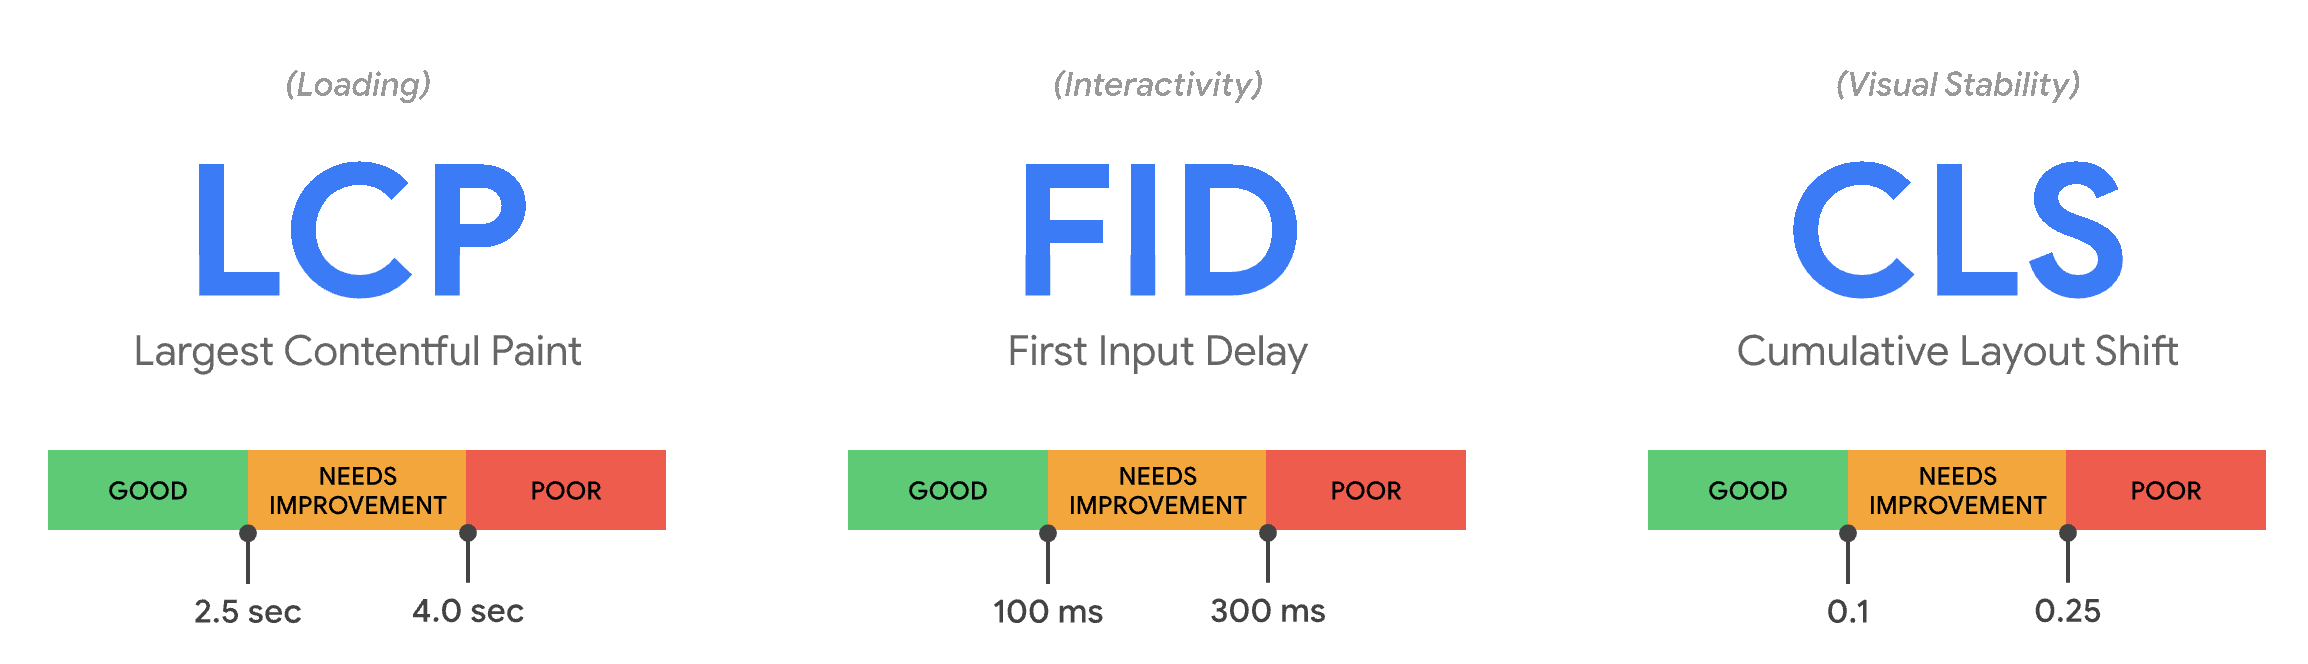 (Loading)
LCP
Largest Contentful Paint
GOOD
NEEDS
IMPROVEMENT
POOR
2.5 sec
4.0 sec
(Interactivity)
FID
First Input Delay
GOOD
NEEDS
IMPROVEMENT
POOR
100 ms
300 ms
(Visual Stability)
CLS
Cumulative Layout Shift
GOOD
NEEDS
IMPROVEMENT
POOR
0.1
0.25